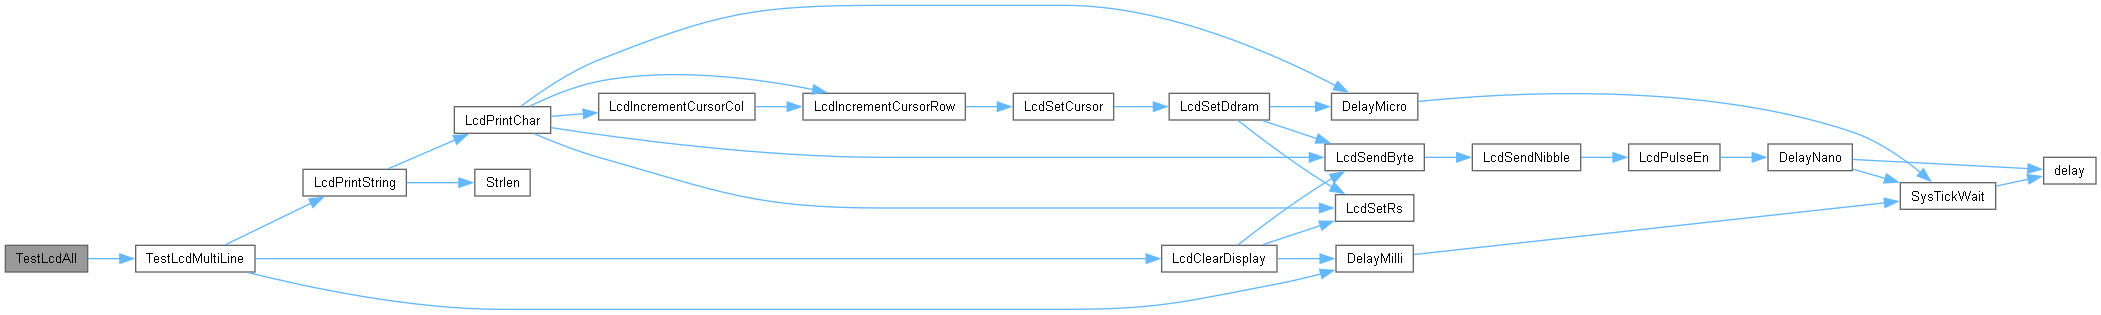 TestLcdAll
TestLcdMultiLine
LcdPrintString
LcdPrintChar
Strlen
LcdIncrementCursorCol
LcdIncrementCursorRow
LcdSetCursor
LcdSetDdram
LcdClearDisplay
DelayMicro
LcdSendByte
LcdSetRs
DelayMilli
LcdSendNibble
LcdPulseEn
DelayNano
SysTickWait
delay